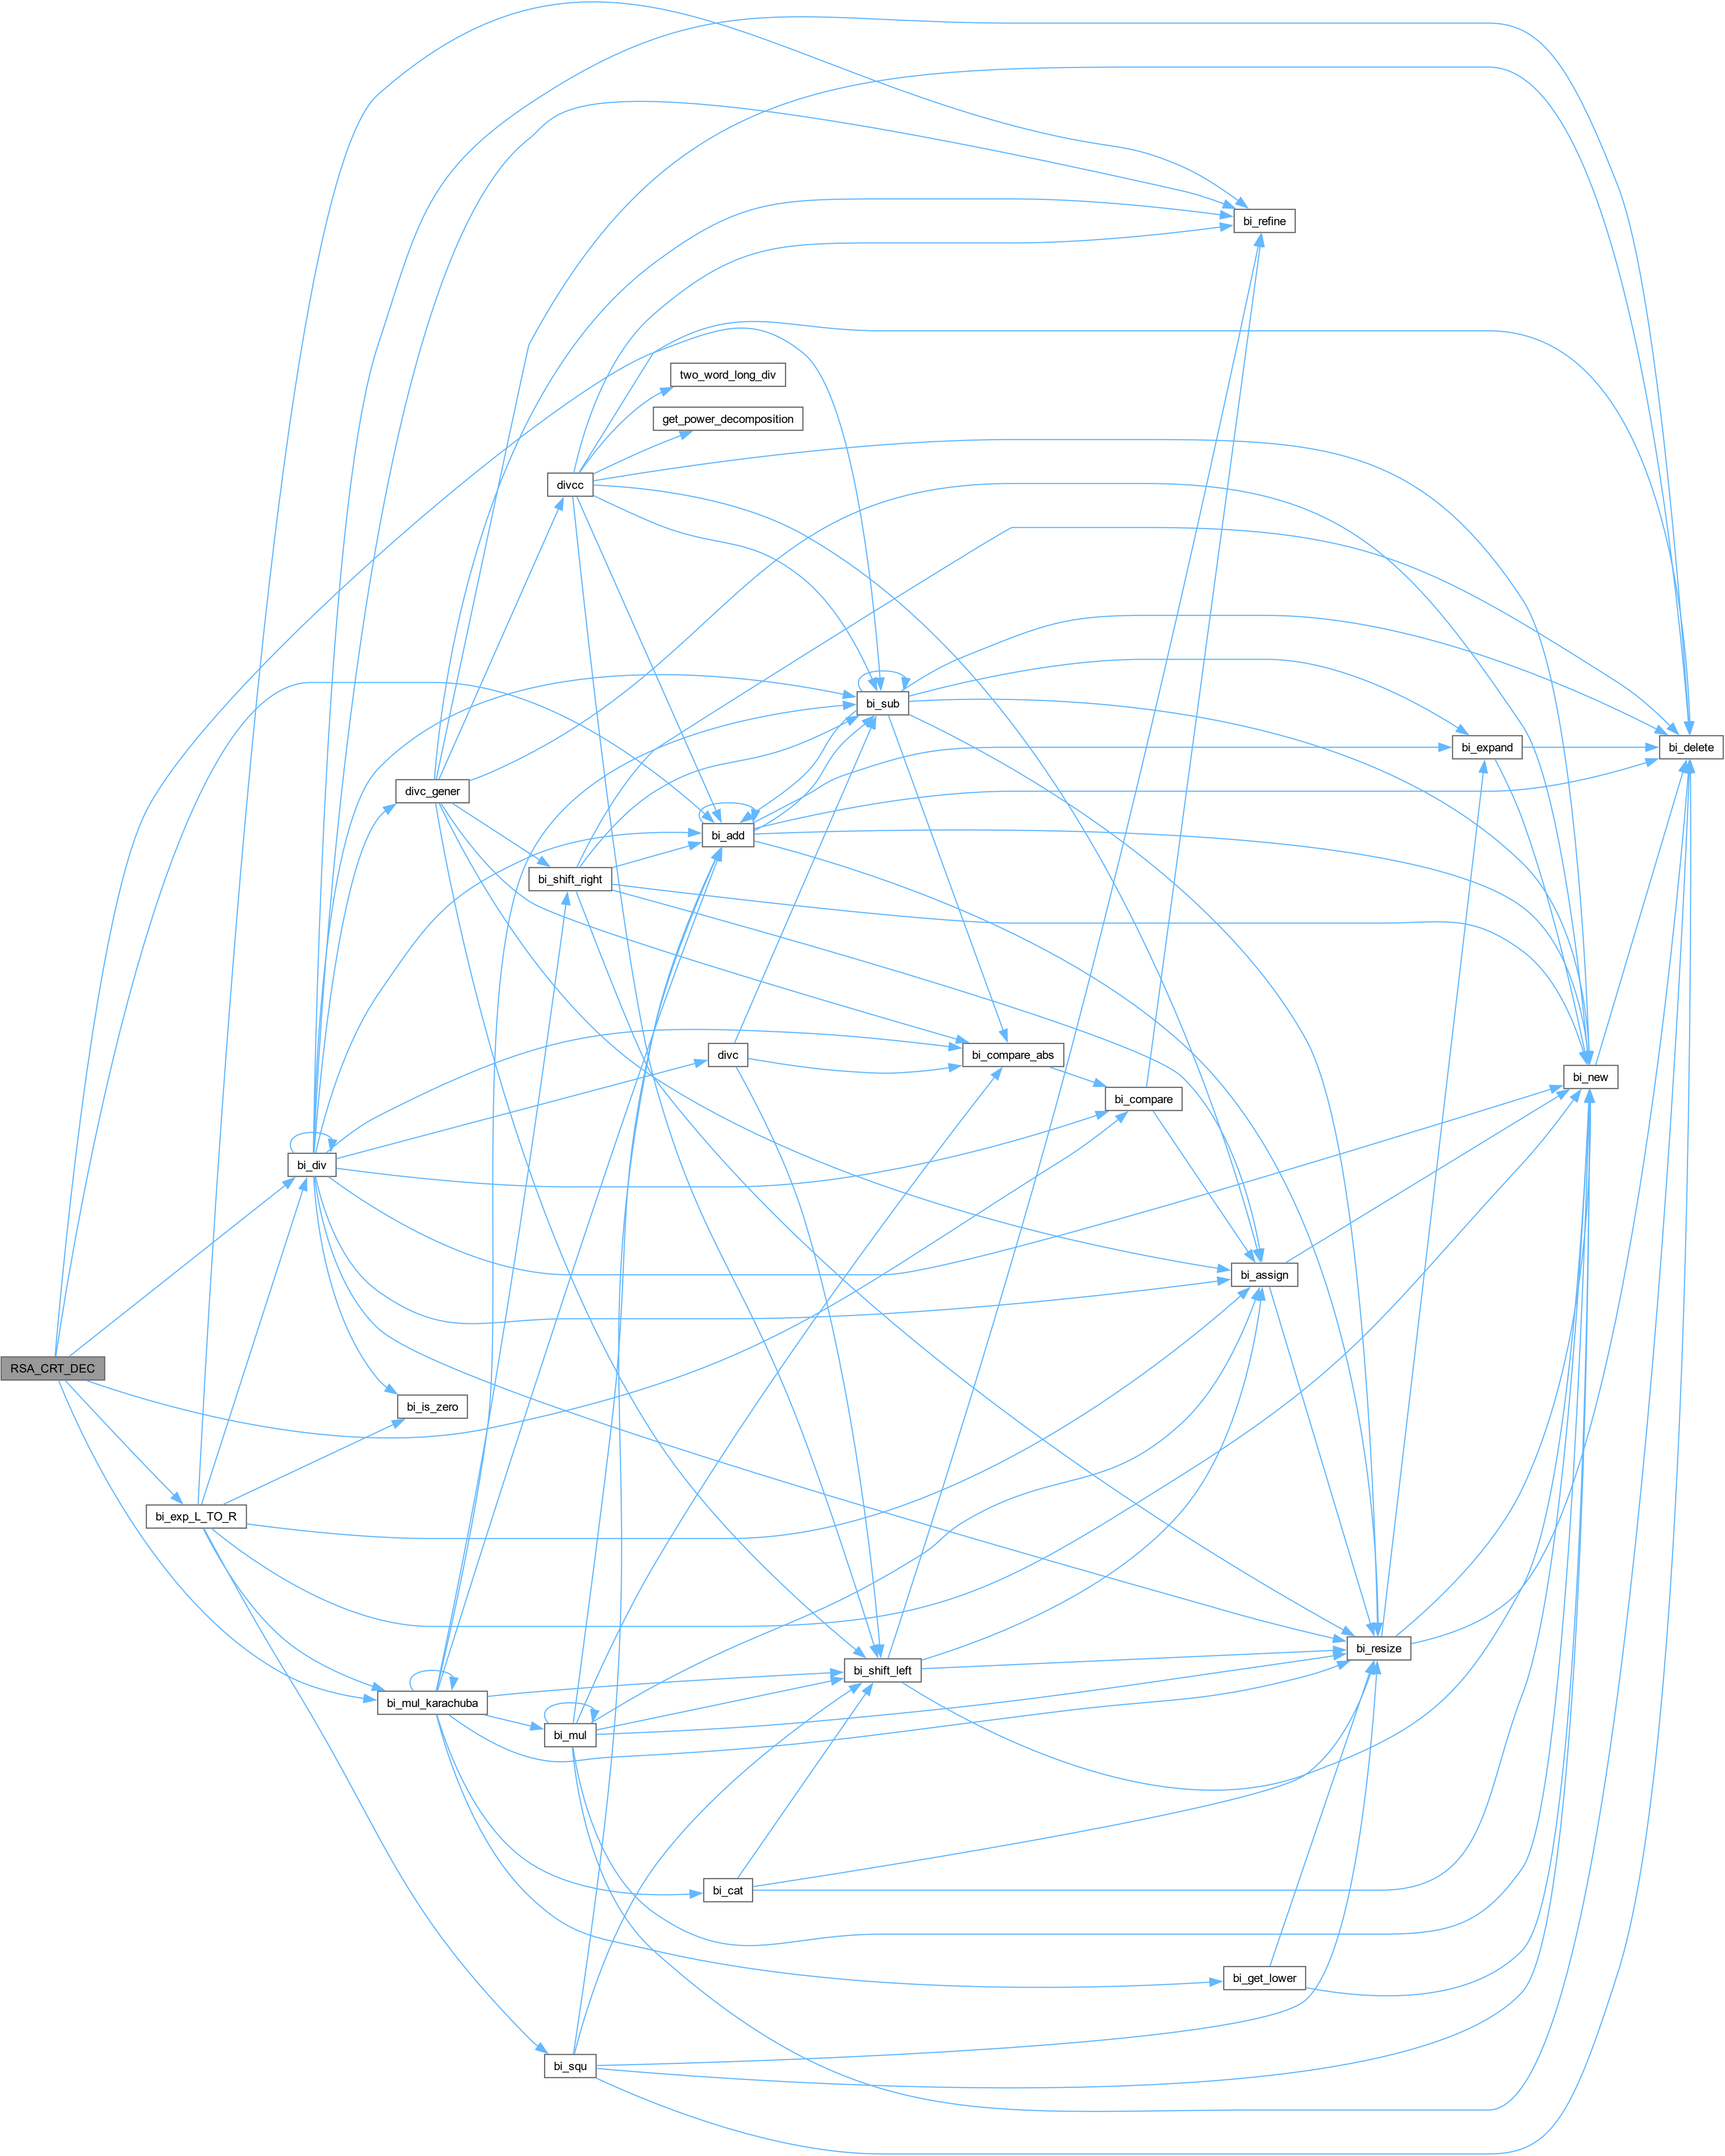 bi_refine
two_word_long_div
get_power_decomposition
divcc
bi_sub
bi_expand
bi_delete
divc_gener
bi_add
bi_shift_right
divc
bi_compare_abs
bi_new
bi_compare
bi_div
bi_assign
RSA_CRT_DEC
bi_is_zero
bi_exp_L_TO_R
bi_resize
bi_shift_left
bi_mul_karachuba
bi_mul
bi_cat
bi_get_lower
bi_squ